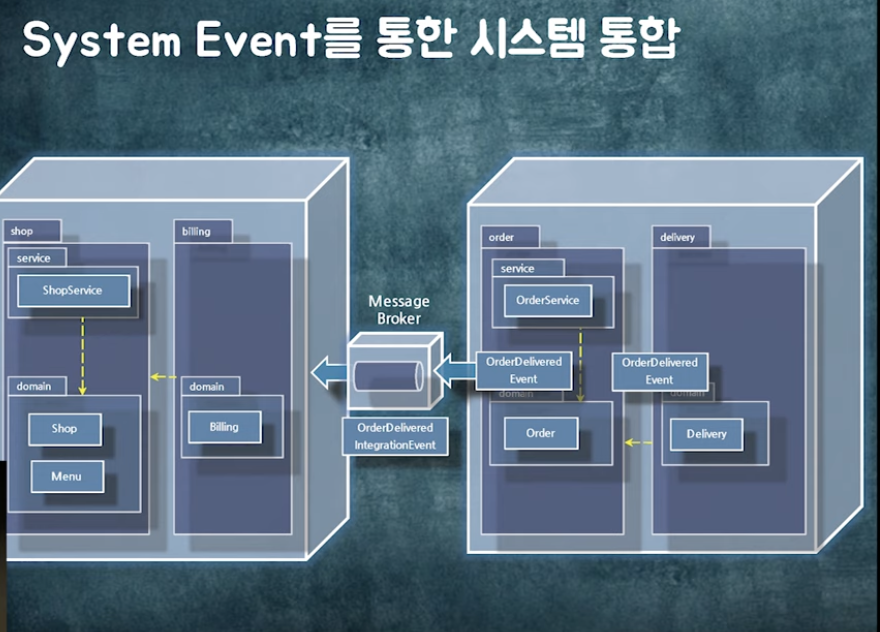 System Event를 통한 시스템 통합
shop
service
ShopService
domain
Shop
Menu
billing
domain
Billing
Message
Broker
OrderDelivered
IntegrationEvent
order
service
OrderService
OrderDelivered
Event
domain
Order
delivery
OrderDelivered
Event
domain
Delivery